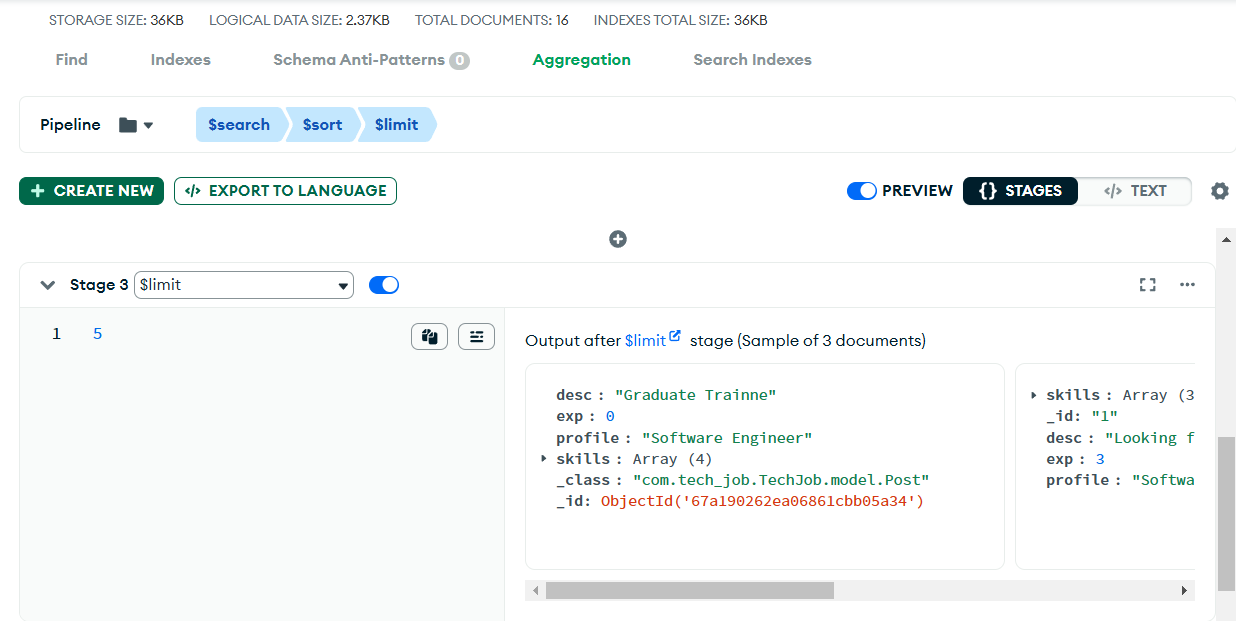 STORAGE SIZE: 36KB LOGICAL DATA SIZE: 2.37KB TOTAL DOCUMENTS: 16 INDEXES TOTAL SIZE: 36KB
Find Indexes Schema Anti-Patterns 0 Aggregation Search Indexes
Pipeline $search $sort $limit
+ CREATE NEW </> EXPORT TO LANGUAGE PREVIEW {} STAGES </> TEXT
Stage 3 $limit
1 5
Output after $limit stage (Sample of 3 documents)
desc : "Graduate Trainne"
exp : 0
profile : "Software Engineer"
skills : Array (4)
_class : "com.tech_job.TechJob.model.Post"
_id: ObjectId('67a190262ea06861cbb05a34')
skills : Array (3
_id: "1"
desc : "Looking f
exp : 3
profile : "Softwa